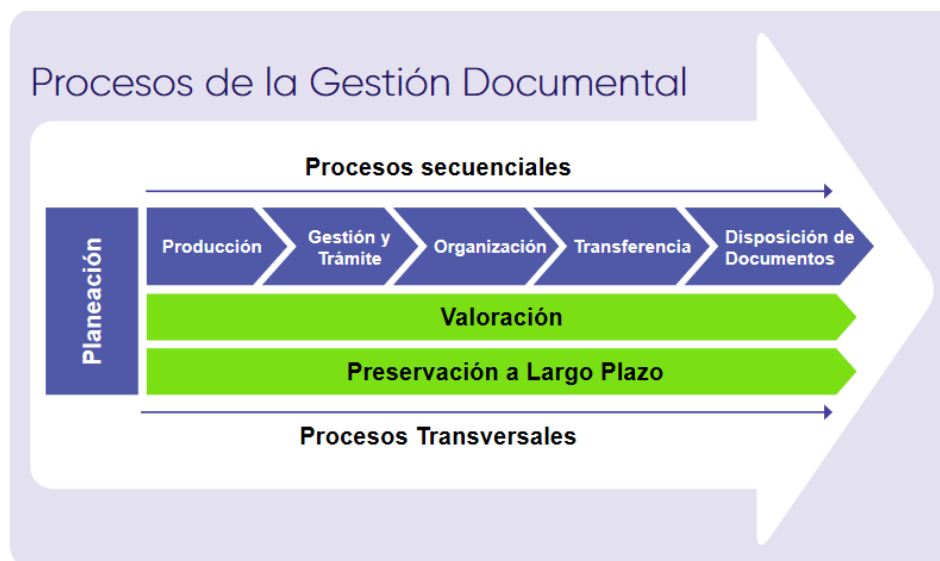 Procesos de la Gestión Documental
Procesos secuenciales
Planeación
Producción
Gestión y
Trámite
Organización
Transferencia
Disposición de
Documentos
Valoración
Preservación a Largo Plazo
Procesos Transversales